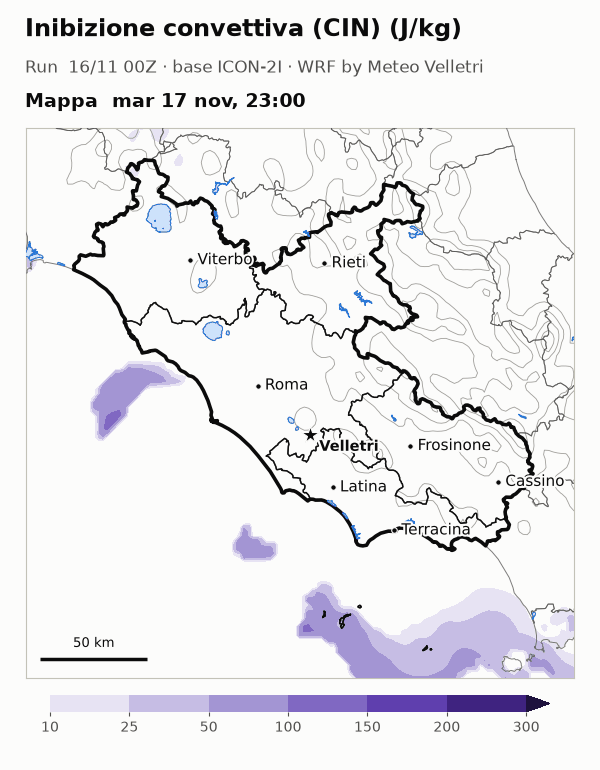 Inibizione convettiva (CIN) (J/kg)
Run  16/11 00Z · base ICON-2I · WRF by Meteo Velletri
Mappa  mar 17 nov, 23:00
Viterbo
Rieti
Roma
Velletri
Frosinone
Latina
Cassino
Terracina
50 km
10 25 50 100 150 200 300